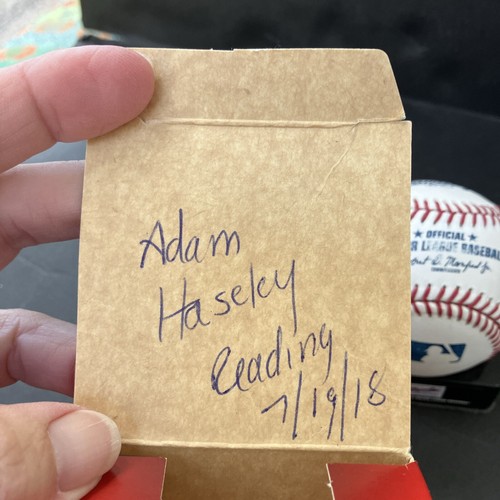 Adam
Haseley
Reading
7/19/18
OFFICIAL
R LEAGUE BASEBALL